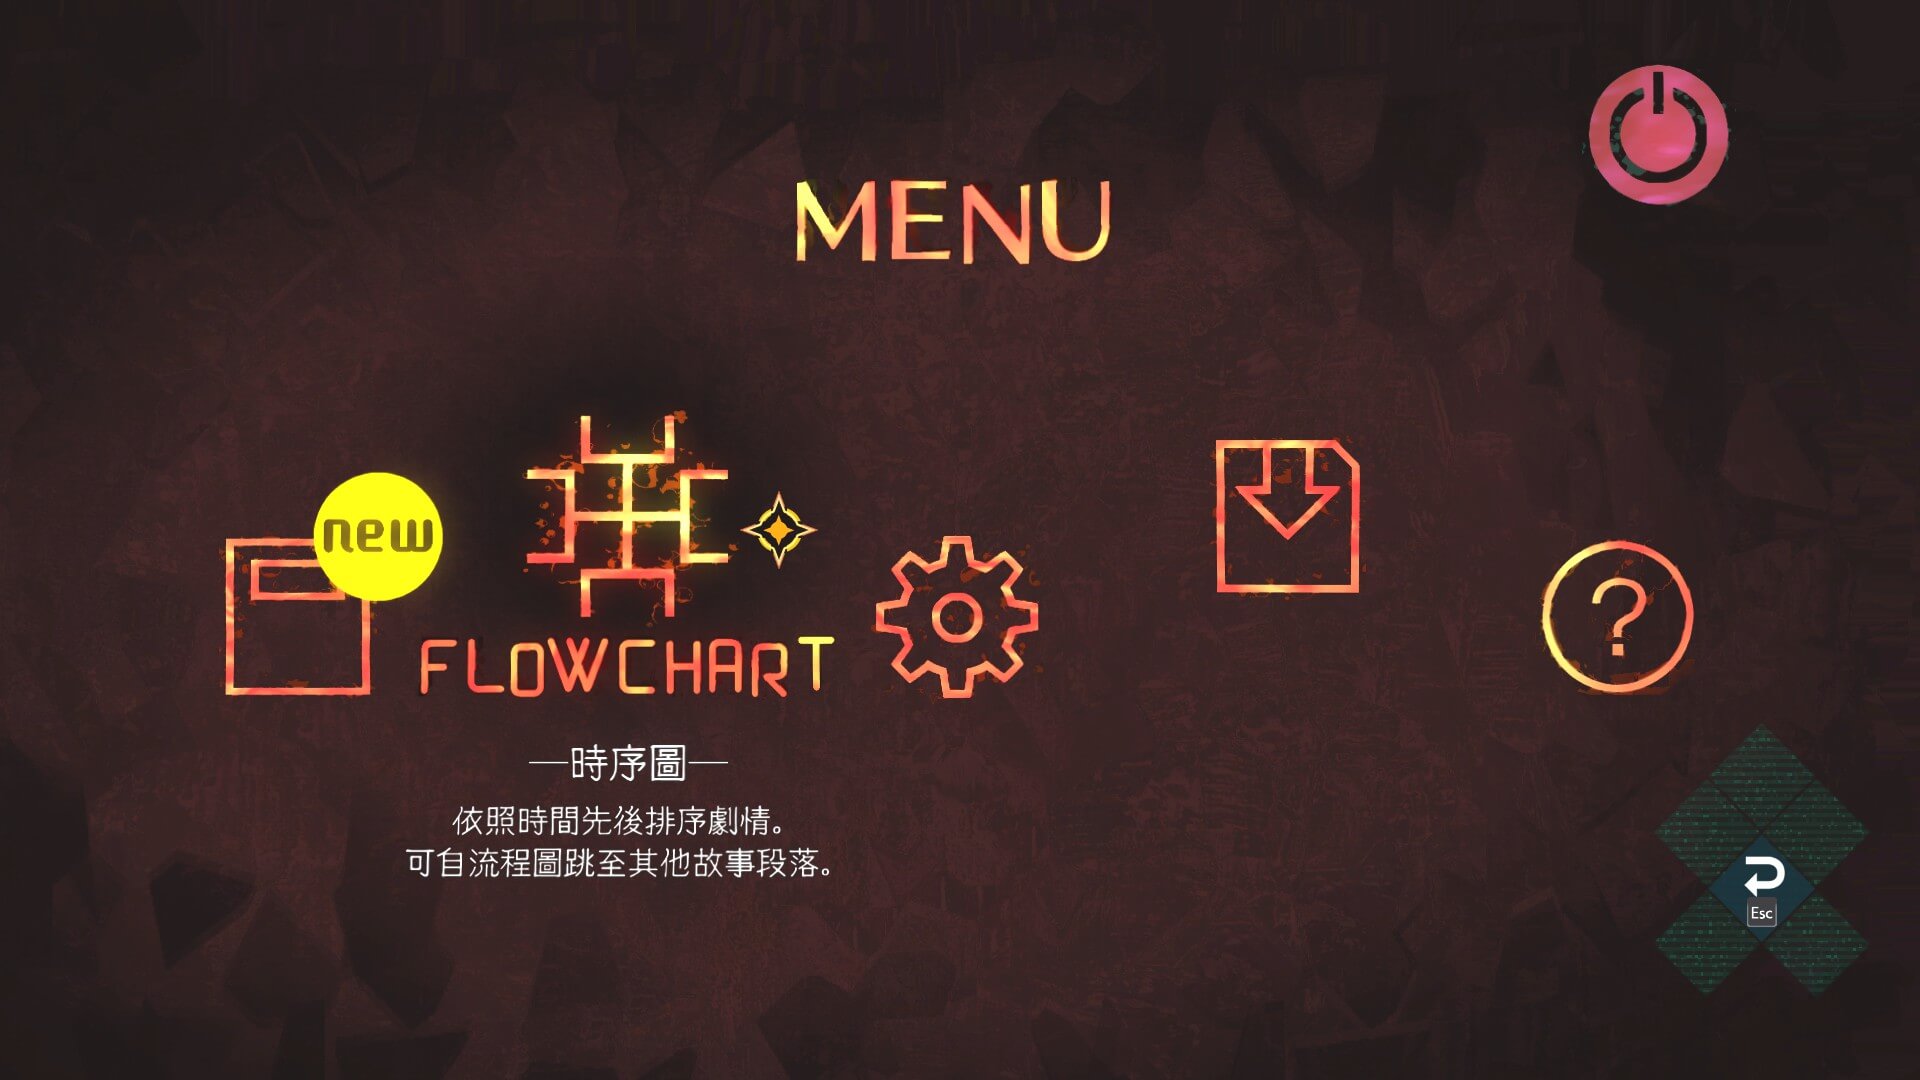 MENU
new
FLOWCHART
—時序圖—
依照時間先後排序劇情。
可自流程圖跳至其他故事段落。
?
Esc